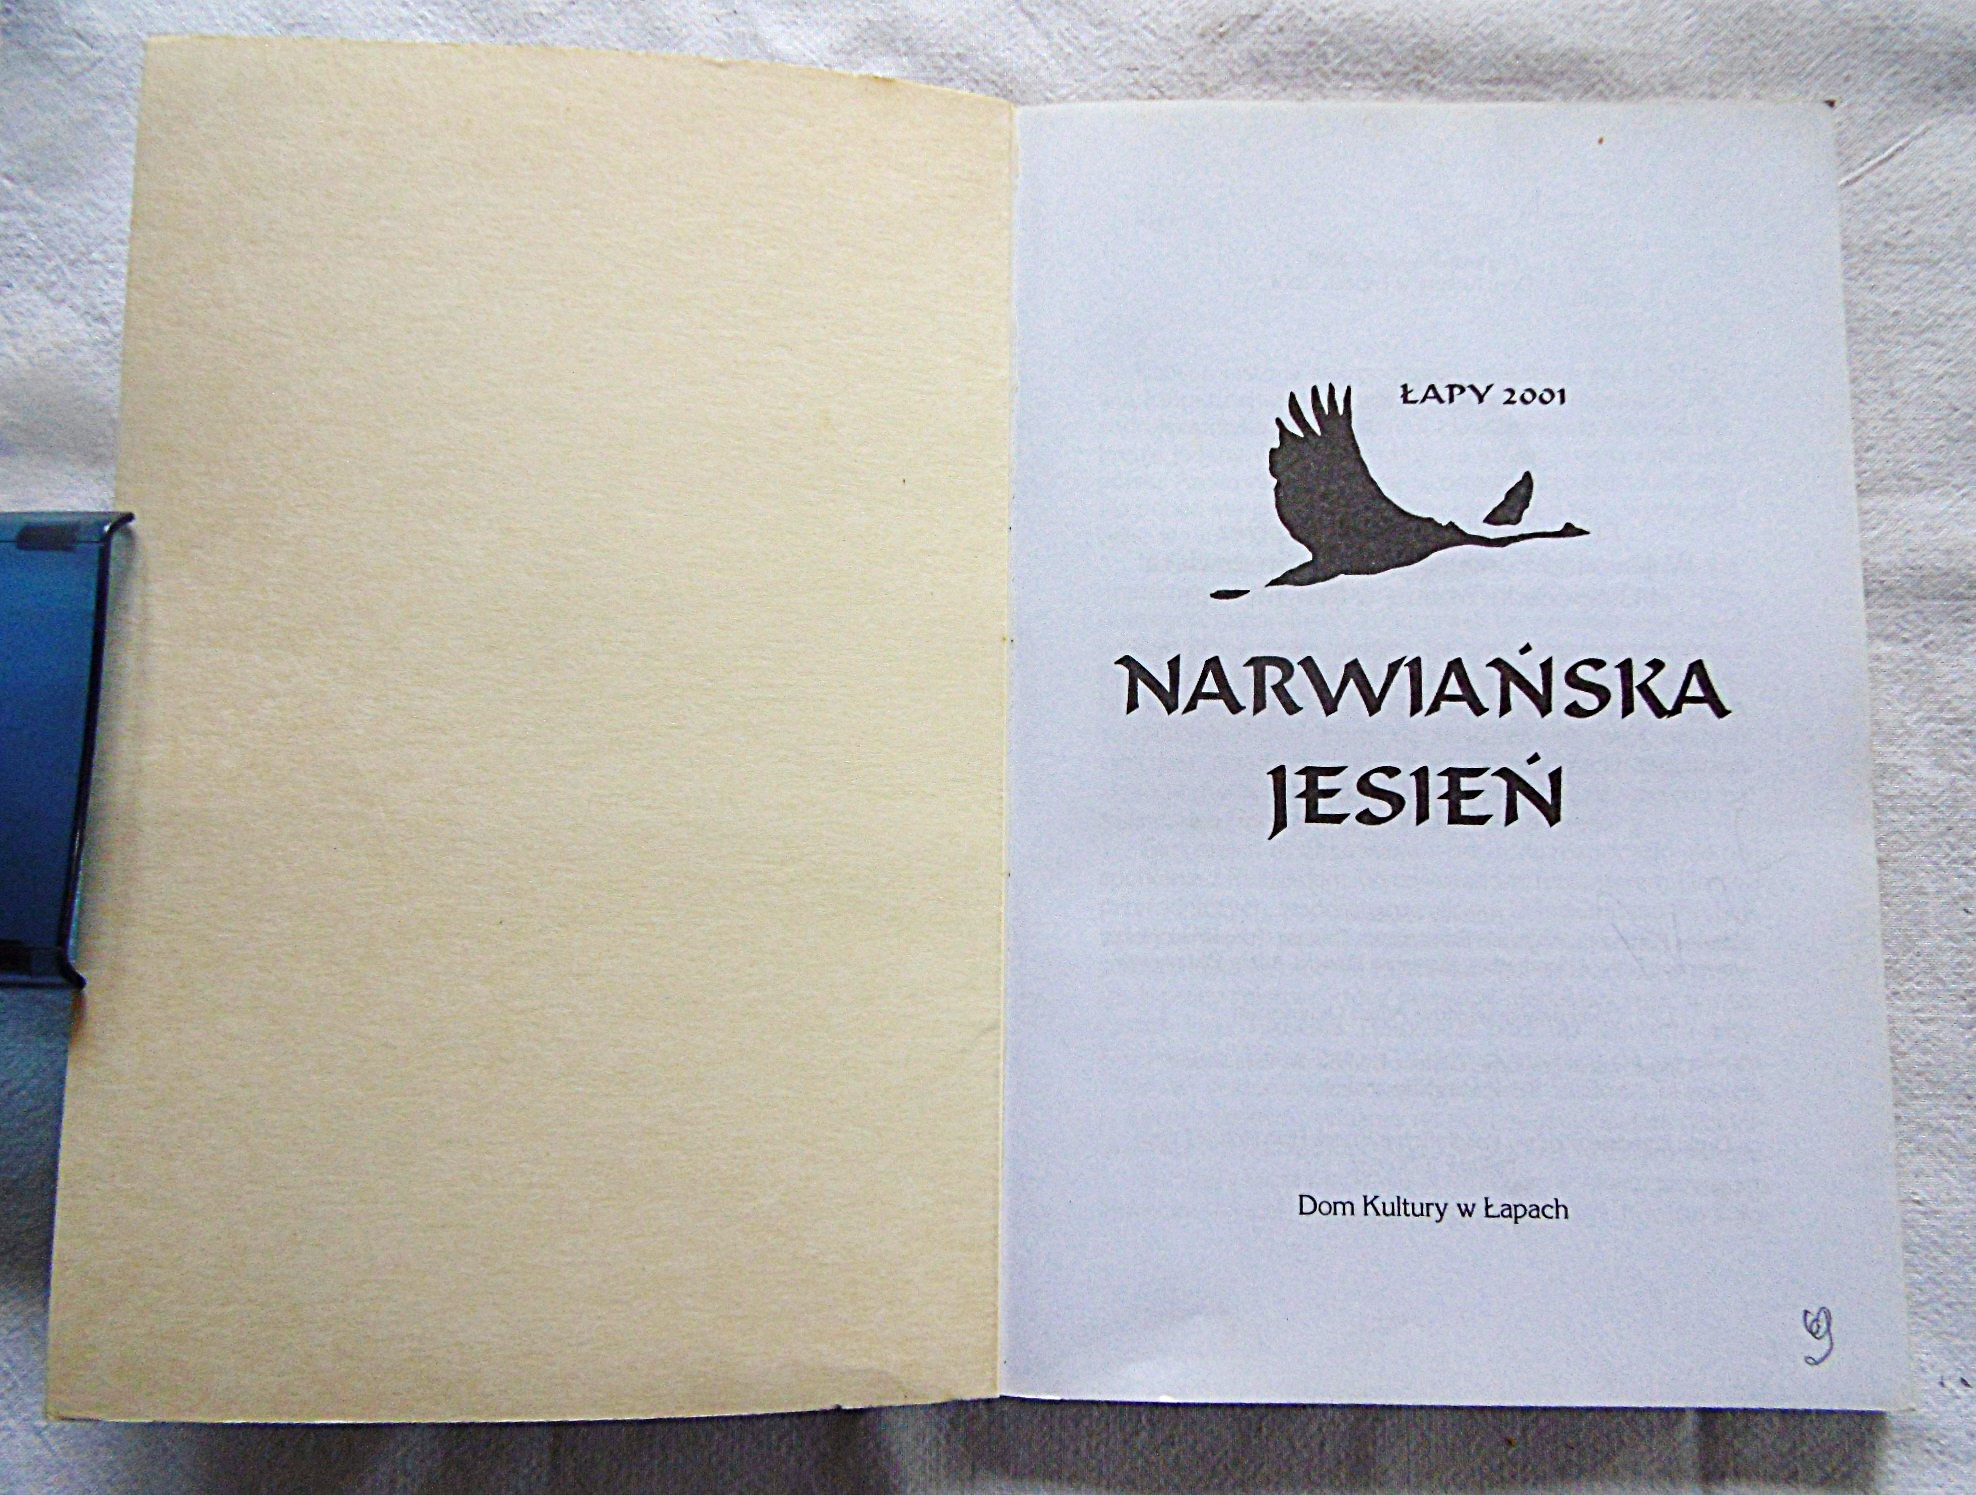 ŁAPY 2001
NARWIAŃSKA
JESIEŃ
Dom Kultury w Łapach